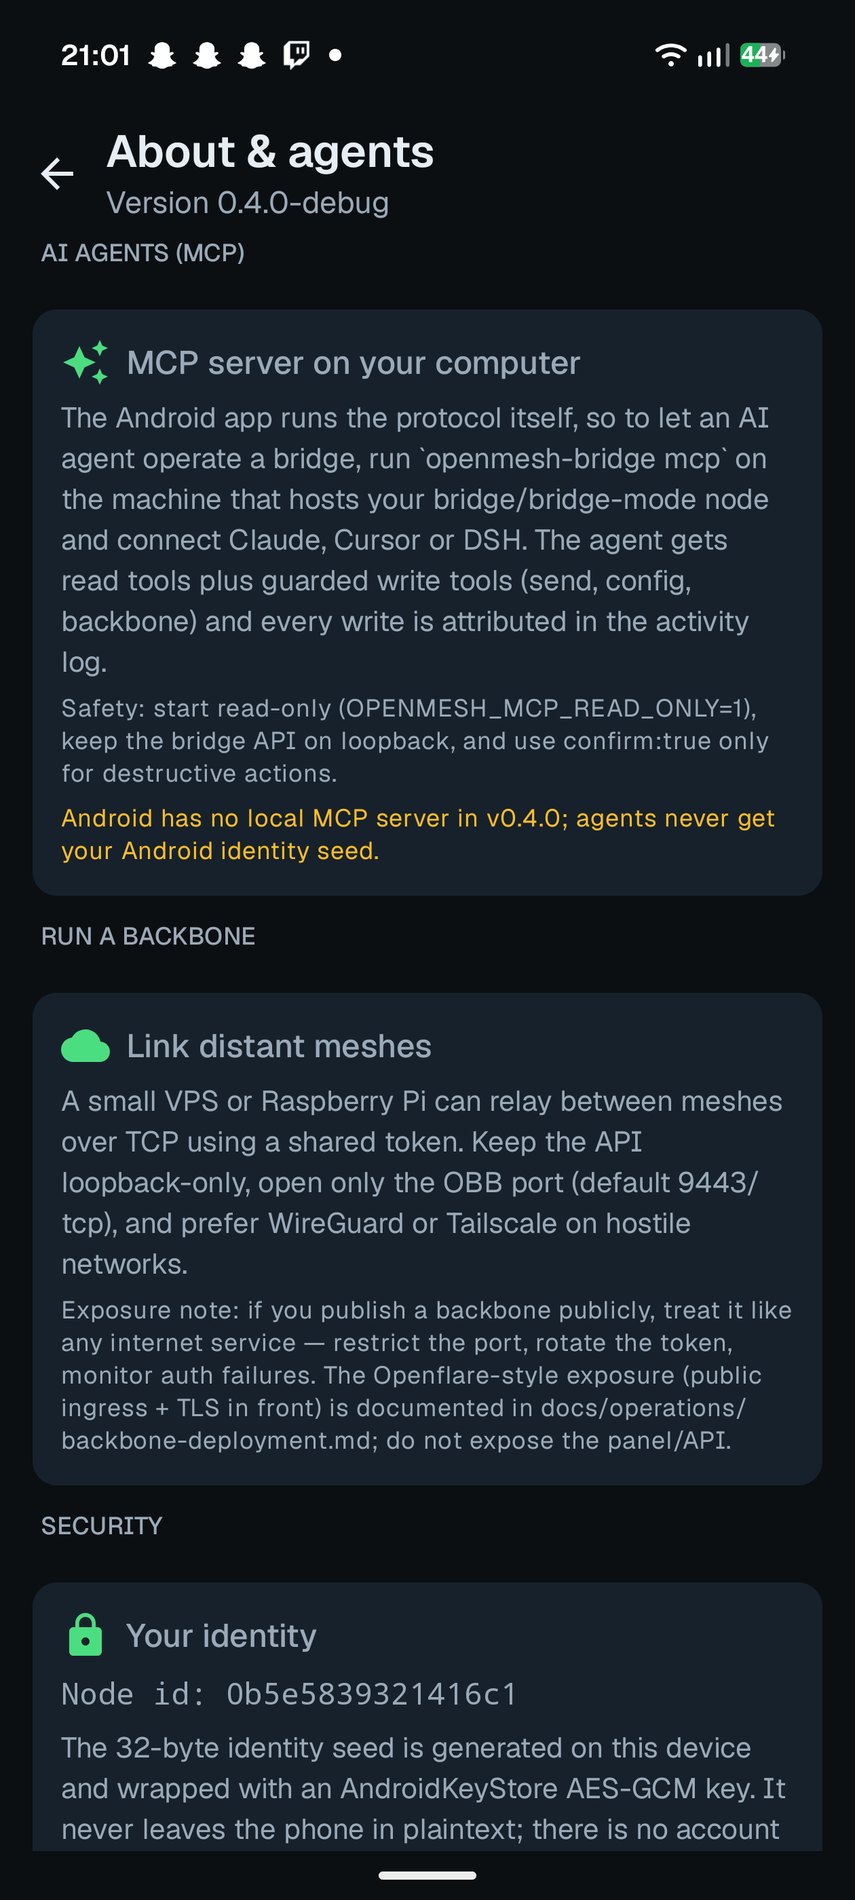 21:01
44
About & agents
Version 0.4.0-debug
AI AGENTS (MCP)
MCP server on your computer
The Android app runs the protocol itself, so to let an AI
agent operate a bridge, run `openmesh-bridge mcp` on
the machine that hosts your bridge/bridge-mode node
and connect Claude, Cursor or DSH. The agent gets
read tools plus guarded write tools (send, config,
backbone) and every write is attributed in the activity
log.
Safety: start read-only (OPENMESH_MCP_READ_ONLY=1),
keep the bridge API on loopback, and use confirm:true only
for destructive actions.
Android has no local MCP server in v0.4.0; agents never get
your Android identity seed.
RUN A BACKBONE
Link distant meshes
A small VPS or Raspberry Pi can relay between meshes
over TCP using a shared token. Keep the API
loopback-only, open only the OBB port (default 9443/
tcp), and prefer WireGuard or Tailscale on hostile
networks.
Exposure note: if you publish a backbone publicly, treat it like
any internet service — restrict the port, rotate the token,
monitor auth failures. The Openflare-style exposure (public
ingress + TLS in front) is documented in docs/operations/
backbone-deployment.md; do not expose the panel/API.
SECURITY
Your identity
Node id: 0b5e5839321416c1
The 32-byte identity seed is generated on this device
and wrapped with an AndroidKeyStore AES-GCM key. It
never leaves the phone in plaintext; there is no account